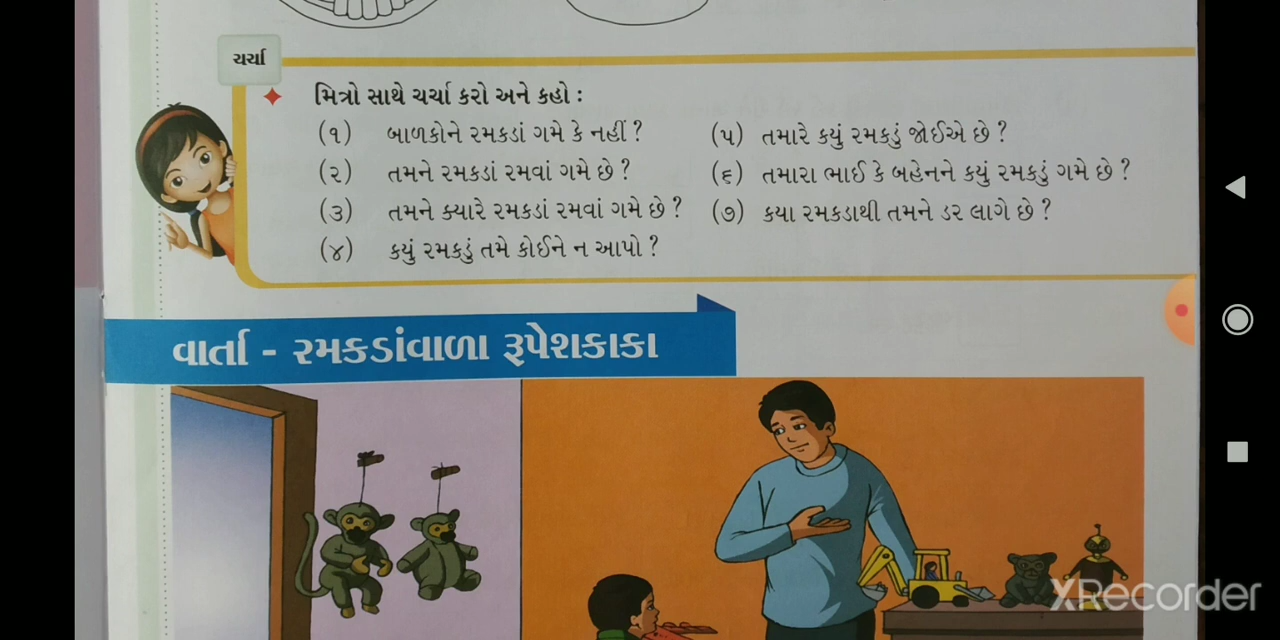 ચર્ચા
મિત્રો સાથે ચર્ચા કરો અને કહો :
(૧) બાળકોને રમકડાં ગમે કે નહીં ?
(૨) તમને રમકડાં રમવાં ગમે છે ?
(૩) તમને ક્યારે રમકડાં રમવાં ગમે છે ?
(૪) કયું રમકડું તમે કોઈને ન આપો ?
(૫) તમારે કયું રમકડું જોઈએ છે ?
(૬) તમારા ભાઈ કે બહેનને કયું રમકડું ગમે છે ?
(૭) કયા રમકડાથી તમને ડર લાગે છે ?
વાર્તા - રમકડાંવાળા રૂપેશકાકા
XRecorder